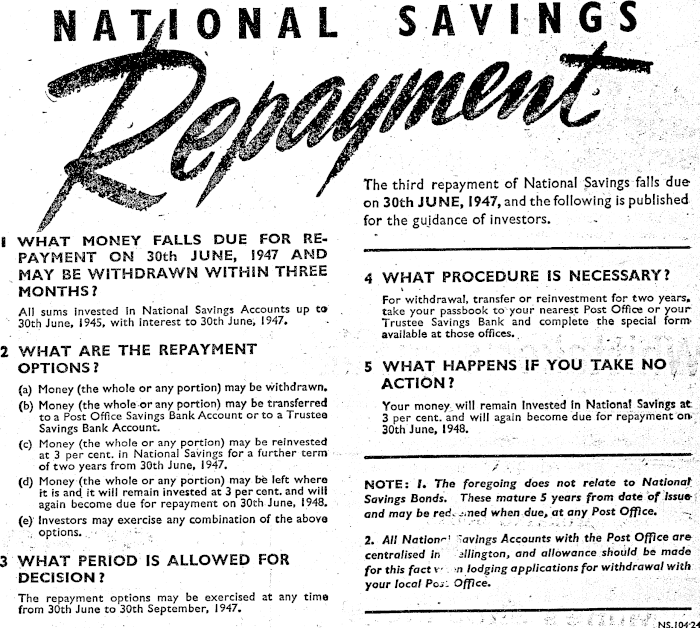 NATIONAL SAVINGS
Repayment
The third repayment of National Savings falls due
on 30th JUNE, 1947, and the following is published
for the guidance of investors.
1 WHAT MONEY FALLS DUE FOR RE-
PAYMENT ON 30th JUNE, 1947 AND
MAY BE WITHDRAWN WITHIN THREE
MONTHS?
All sums invested in National Savings Accounts up to
30th June, 1945, with interest to 30th June, 1947.
2 WHAT ARE THE REPAYMENT
OPTIONS?
(a) Money (the whole or any portion) may be withdrawn.
(b) Money (the whole or any portion) may be transferred
to a Post Office Savings Bank Account or to a Trustee
Savings Bank Account.
(c) Money (the whole or any portion) may be reinvested
at 3 per cent. in National Savings for a further term
of two years from 30th June, 1947.
(d) Money (the whole or any portion) may be left where
it is and it will remain invested at 3 per cent. and will
again become due for repayment on 30th June, 1948.
(e) Investors may exercise any combination of the above
options.
3 WHAT PERIOD IS ALLOWED FOR
DECISION?
The repayment options may be exercised at any time
from 30th June to 30th September, 1947.
4 WHAT PROCEDURE IS NECESSARY?
For withdrawal, transfer or reinvestment for two years,
take your passbook to your nearest Post Office or your
Trustee Savings Bank and complete the special form
available at those offices.
5 WHAT HAPPENS IF YOU TAKE NO
ACTION?
Your money will remain invested in National Savings at
3 per cent. and will again become due for repayment on
30th June, 1948.
NOTE: 1. The foregoing does not relate to National
Savings Bonds. These mature 5 years from date of issue
and may be redeemed when due, at any Post Office.
2. All National Savings Accounts with the Post Office are
centralised in Wellington, and allowance should be made
for this fact when lodging applications for withdrawal with
your local Post Office.
NS.104-24